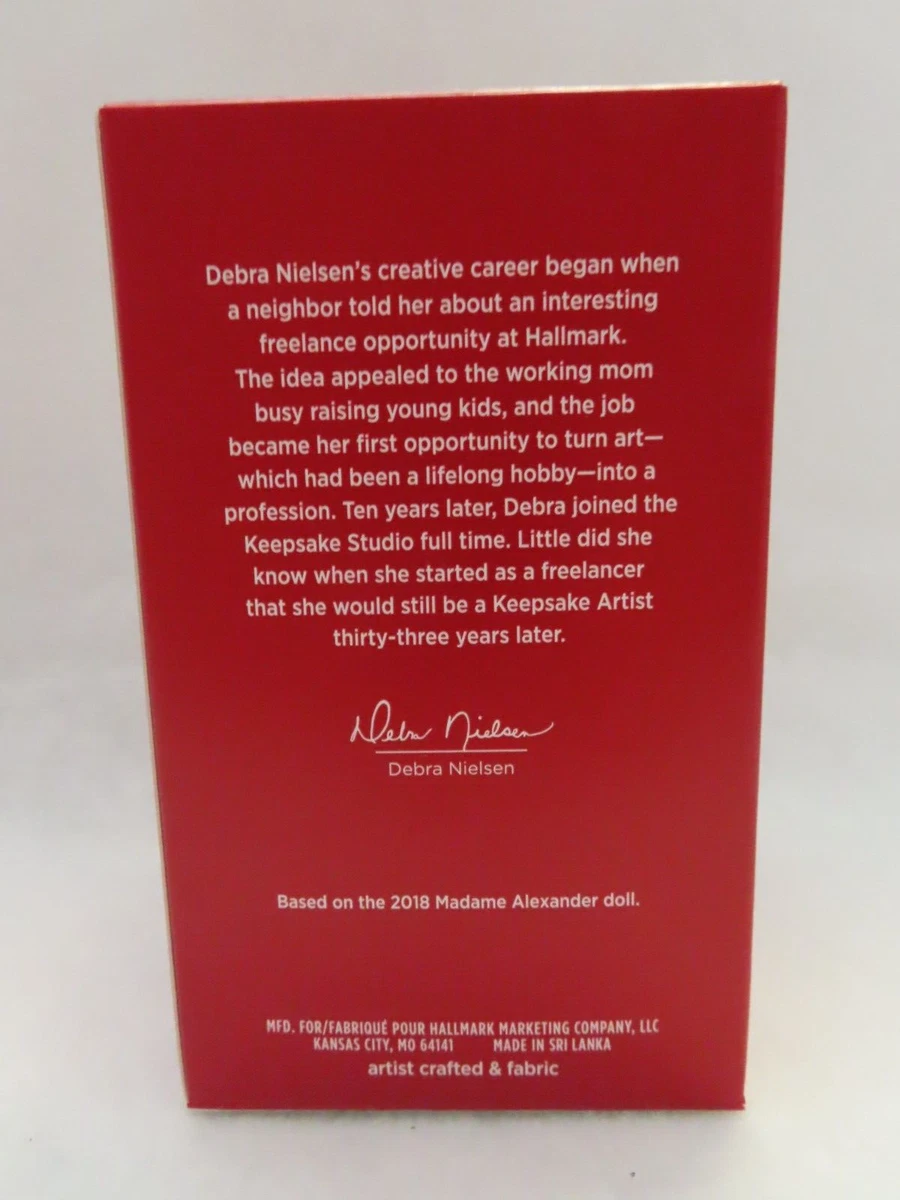 Debra Nielsen's creative career began when
a neighbor told her about an interesting
freelance opportunity at Hallmark.
The idea appealed to the working mom
busy raising young kids, and the job
became her first opportunity to turn art—
which had been a lifelong hobby—into a
profession. Ten years later, Debra joined the
Keepsake Studio full time. Little did she
know when she started as a freelancer
that she would still be a Keepsake Artist
thirty-three years later.
Debra Nielsen
Debra Nielsen
Based on the 2018 Madame Alexander doll.
MFD. FOR/FABRIQUÉ POUR HALLMARK MARKETING COMPANY, LLC
KANSAS CITY, MO 64141 MADE IN SRI LANKA
artist crafted & fabric